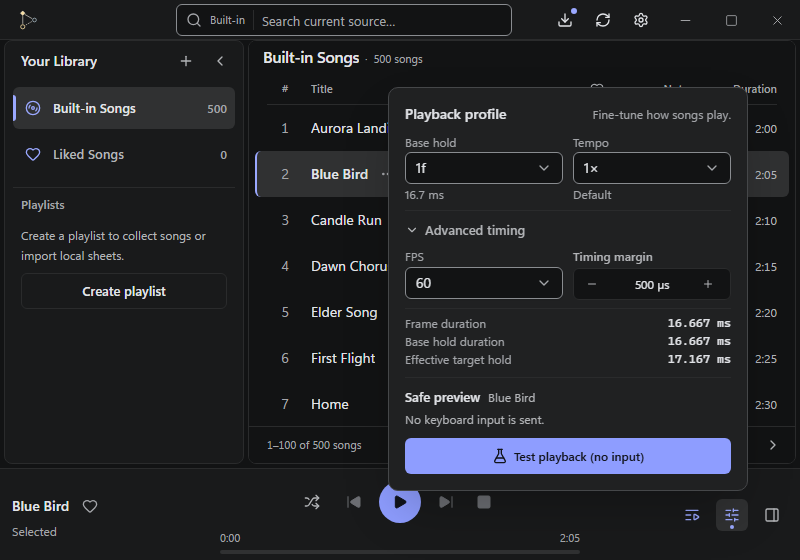 Built-in Search current source...
Your Library
Built-in Songs 500
Liked Songs 0
Playlists
Create a playlist to collect songs or
import local sheets.
Create playlist
Built-in Songs · 500 songs
# Title
1 Aurora Land 2:00
2 Blue Bird 2:05
3 Candle Run 2:10
4 Dawn Choru 2:15
5 Elder Song 2:20
6 First Flight 2:25
7 Home 2:30
1–100 of 500 songs
Playback profile Fine-tune how songs play.
Base hold Tempo
1f 1×
16.7 ms Default
Advanced timing
FPS Timing margin
60 − 500 µs +
Frame duration 16.667 ms
Base hold duration 16.667 ms
Effective target hold 17.167 ms
Safe preview Blue Bird
No keyboard input is sent.
Test playback (no input)
Blue Bird
Selected
0:00 2:05